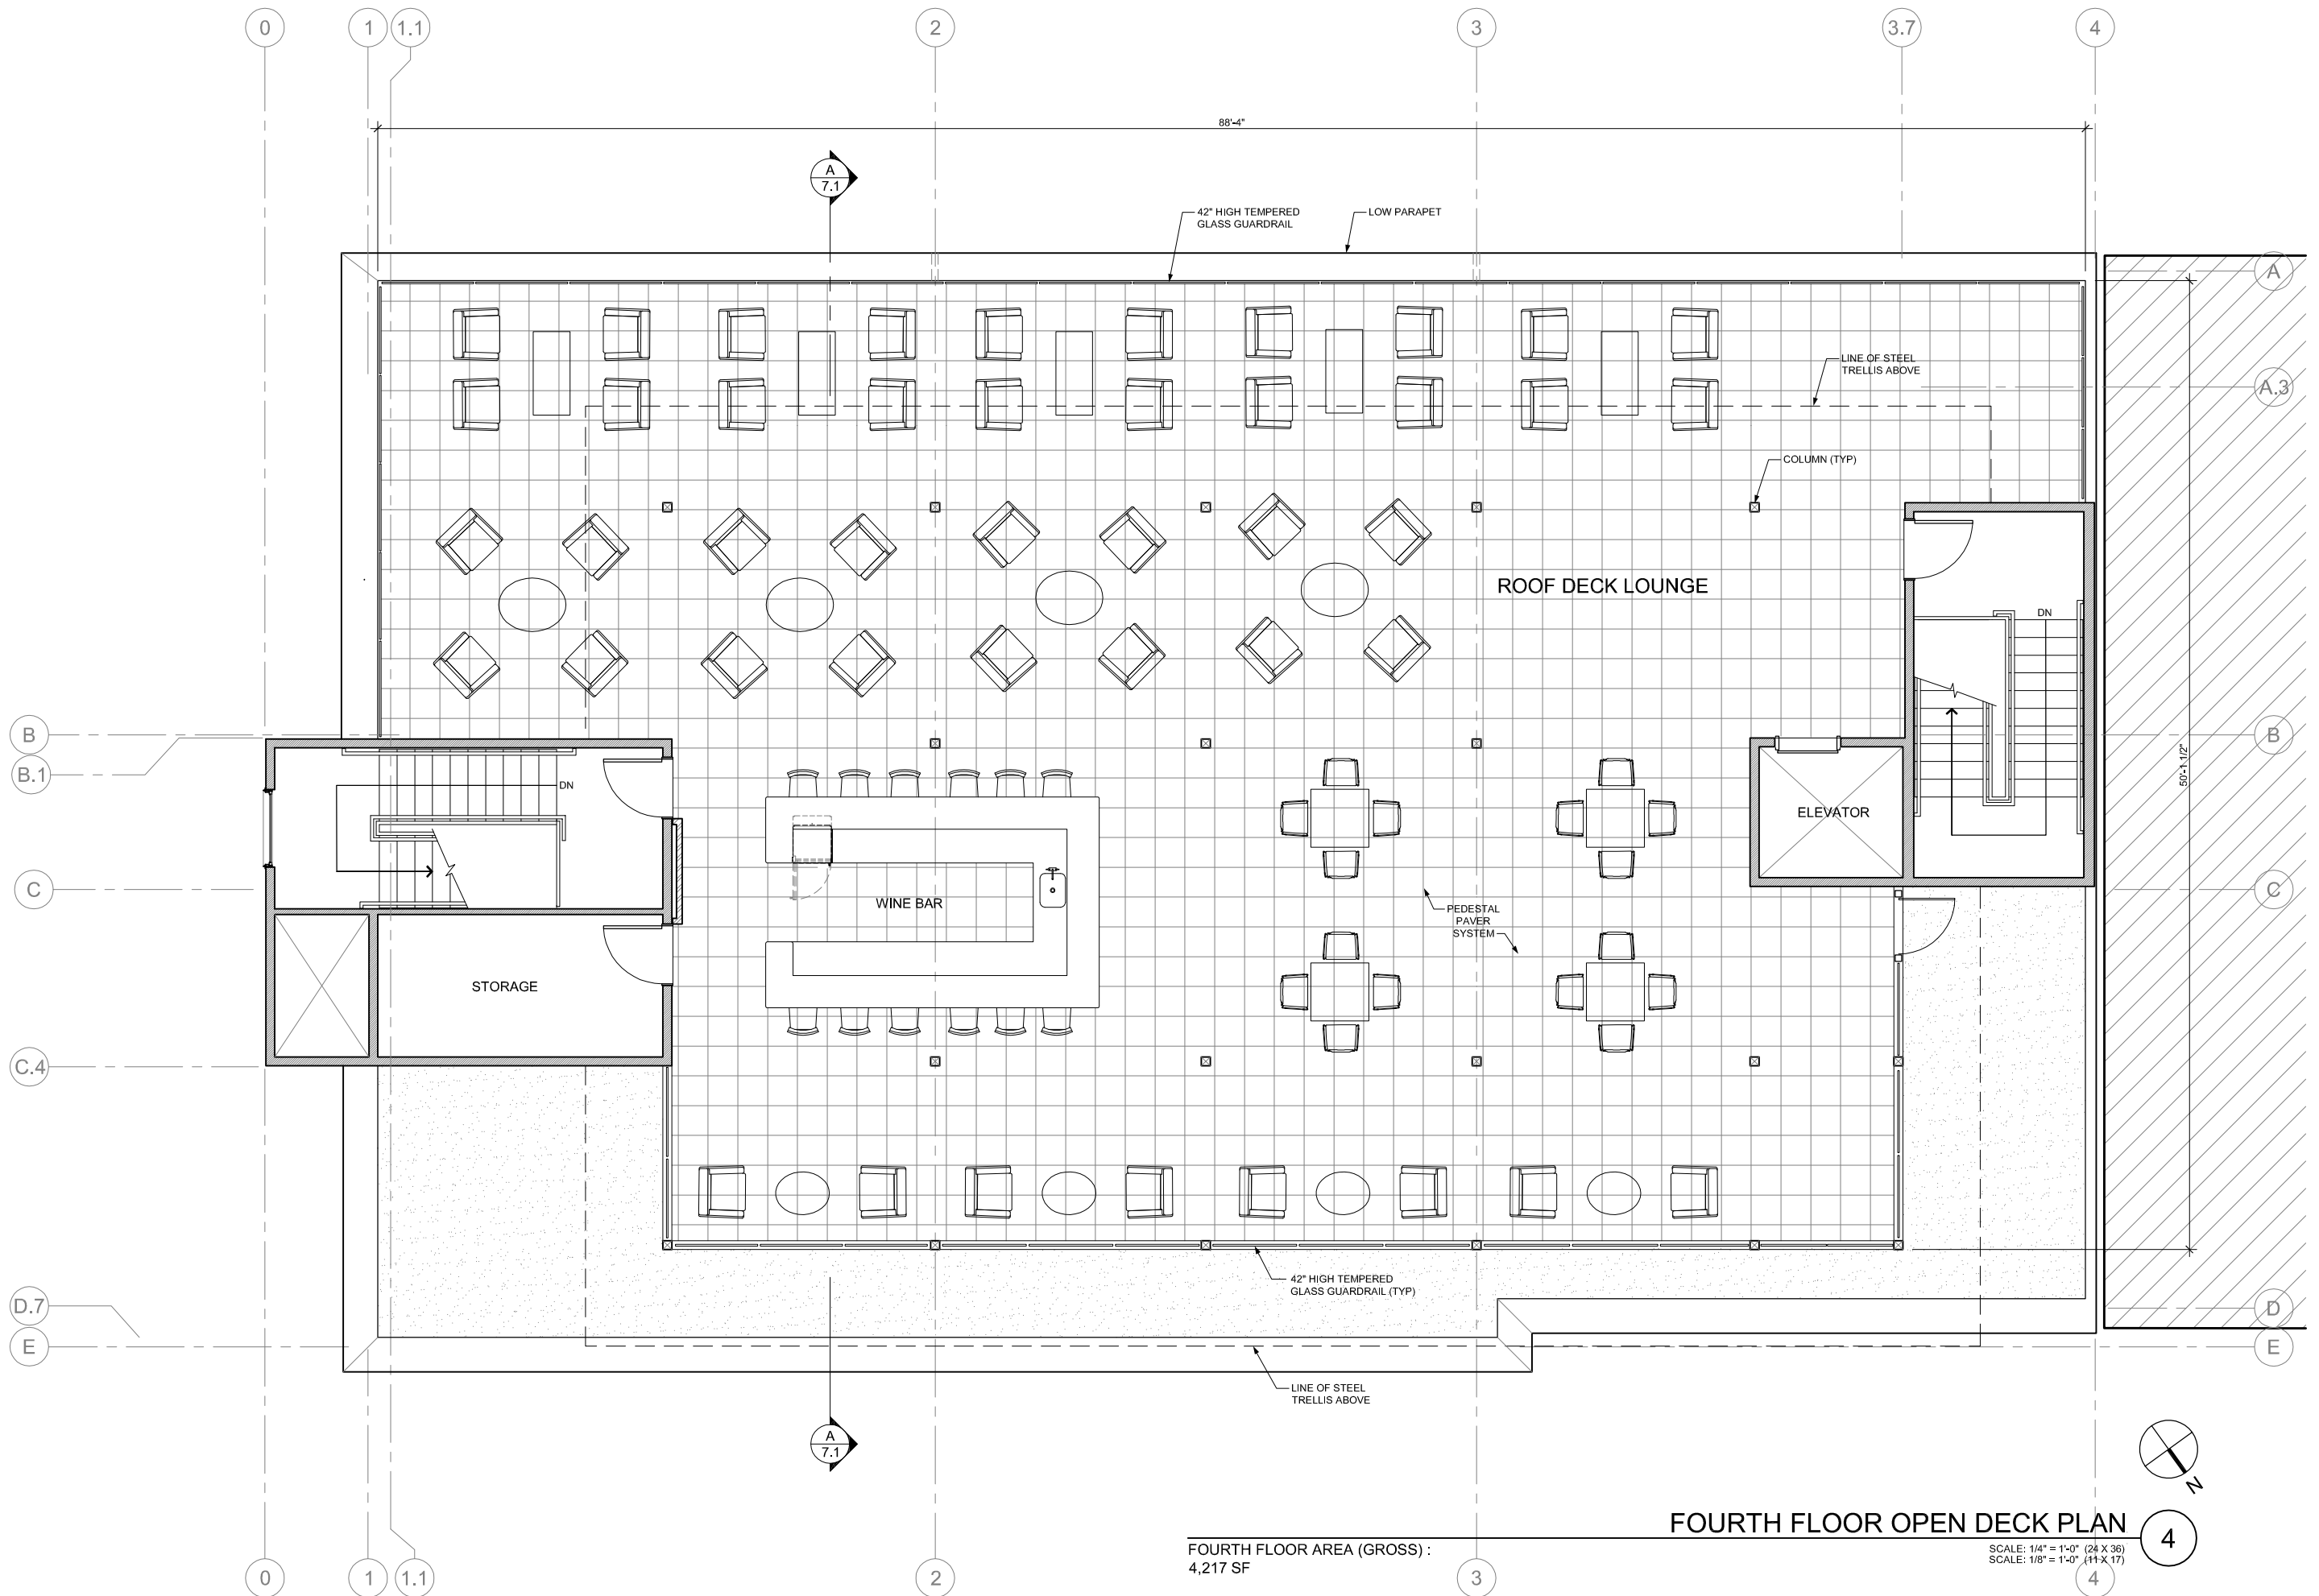 0
1
1.1
2
3
3.7
4
88'-4"
A
7.1
42" HIGH TEMPERED
GLASS GUARDRAIL
LOW PARAPET
A
LINE OF STEEL
TRELLIS ABOVE
A.3
COLUMN (TYP)
ROOF DECK LOUNGE
DN
B
B
B.1
50'-1 1/2"
DN
ELEVATOR
C
WINE BAR
C
PEDESTAL
PAVER
SYSTEM
STORAGE
C.4
42" HIGH TEMPERED
GLASS GUARDRAIL (TYP)
D.7
D
E
E
LINE OF STEEL
TRELLIS ABOVE
A
7.1
N
FOURTH FLOOR OPEN DECK PLAN
4
FOURTH FLOOR AREA (GROSS) :
4,217 SF
SCALE: 1/4" = 1'-0" (24 X 36)
SCALE: 1/8" = 1'-0" (11 X 17)
0
1
1.1
2
3
4